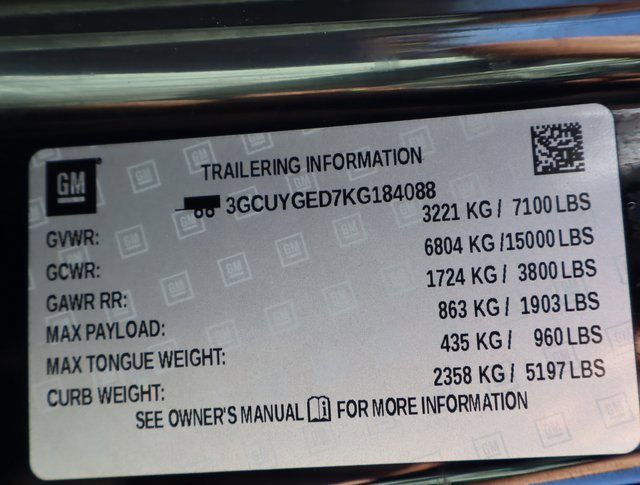 GM
TRAILERING INFORMATION
3GCUYGED7KG184088
GVWR: 3221 KG / 7100 LBS
GCWR: 6804 KG /15000 LBS
GAWR RR: 1724 KG / 3800 LBS
MAX PAYLOAD: 863 KG / 1903 LBS
MAX TONGUE WEIGHT: 435 KG / 960 LBS
CURB WEIGHT: 2358 KG / 5197 LBS
SEE OWNER'S MANUAL FOR MORE INFORMATION